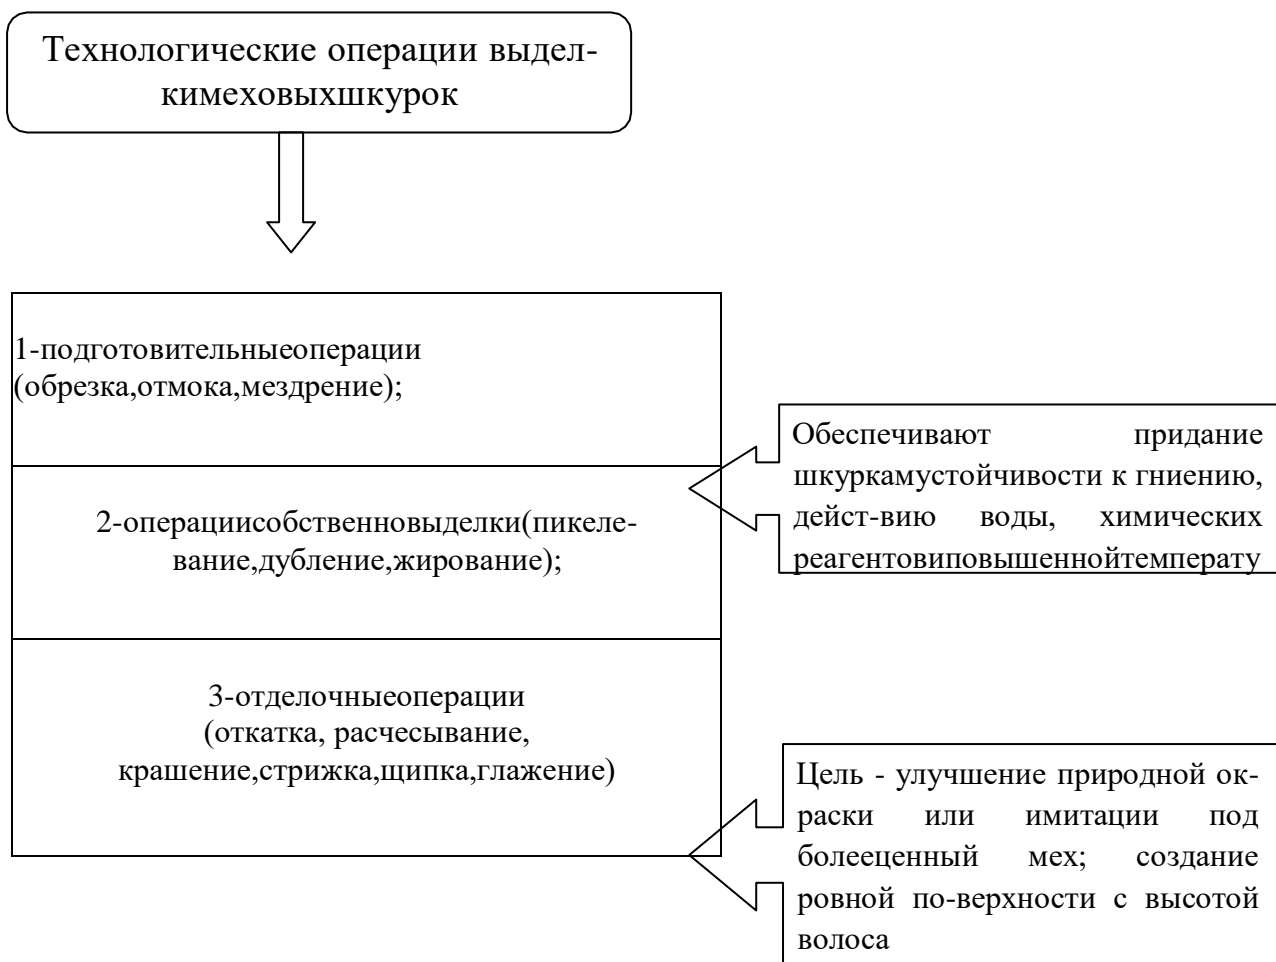 Технологические операции выдел-
кимеховыхшкурок
1-подготовительныеоперации
(обрезка,отмока,мездрение);
2-операциисобственновыделки(пикеле-
вание,дубление,жирование);
3-отделочныеоперации
(откатка, расчесывание,
крашение,стрижка,щипка,глажение)
Обеспечивают придание
шкуркамустойчивости к гниению,
дейст-вию воды, химических
реагентовиповышеннойтемперату
Цель - улучшение природной ок-
раски или имитации под
болееценный мех; создание
ровной по-верхности с высотой
волоса